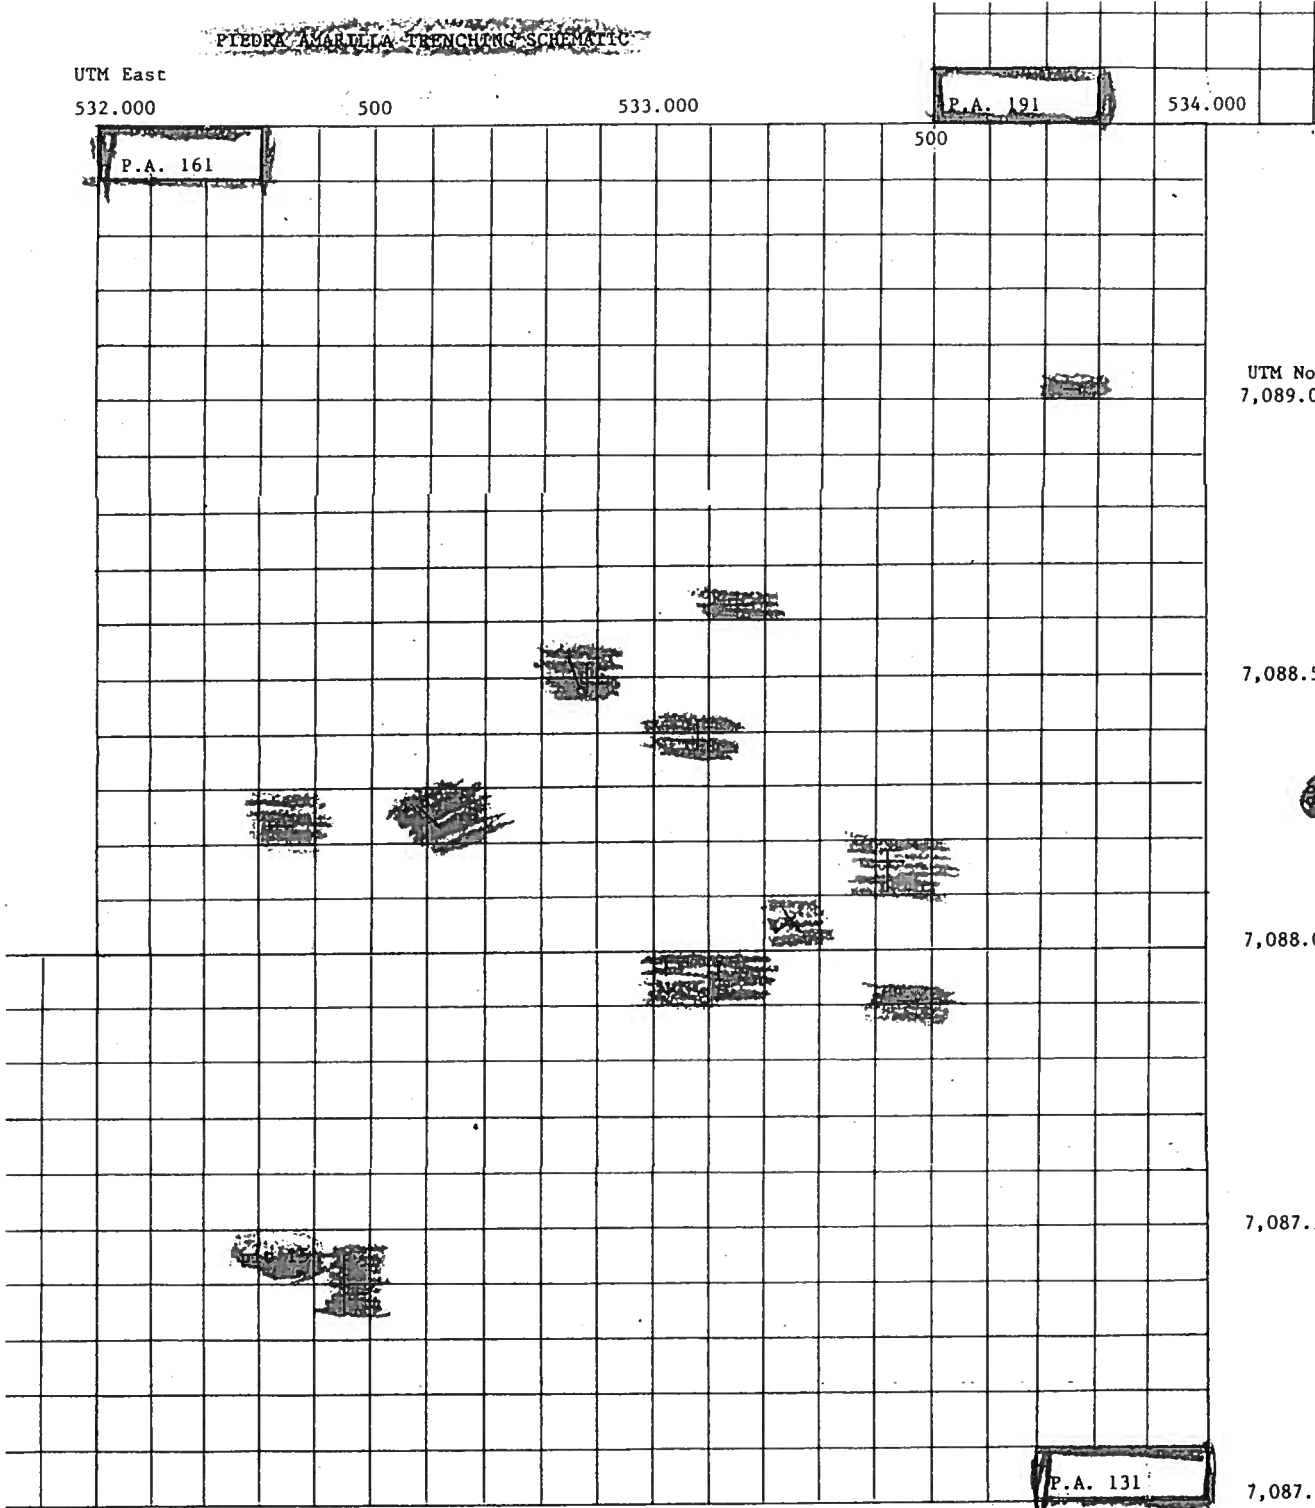 PIEDRA AMARILLA TRENCHING SCHEMATIC
UTM East
532.000 500 533.000 534.000
P.A. 191
500
P.A. 161
UTM No
7,089.0
7,088.5
7,088.0
7,087.
P.A. 131
7,087.